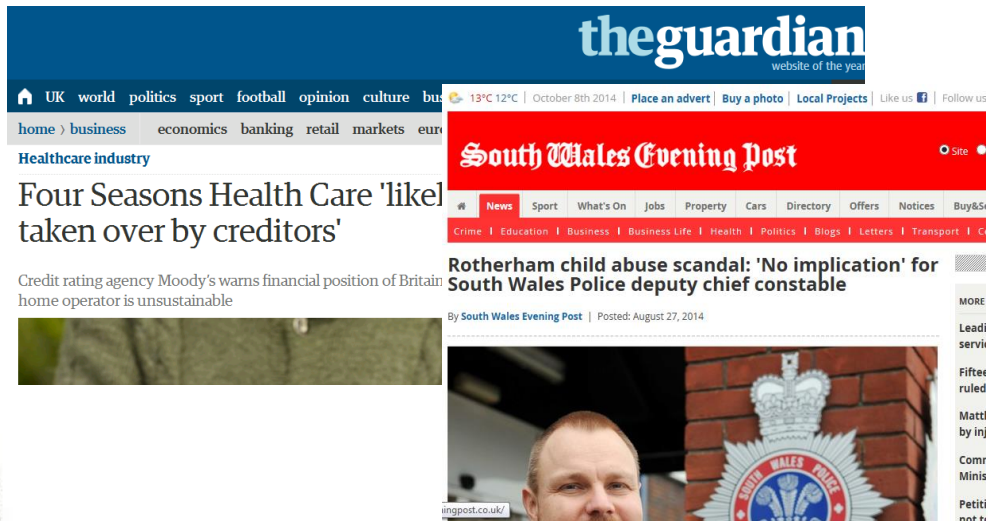 theguardian
website of the year
UK world politics sport football opinion culture bus
home > business economics banking retail markets eur
Healthcare industry
Four Seasons Health Care 'likel
taken over by creditors'
Credit rating agency Moody's warns financial position of Britain
home operator is unsustainable
13°C 12°C | October 8th 2014 | Place an advert | Buy a photo | Local Projects | Like us | Follow us
South Wales Evening Post
Site
News Sport What's On Jobs Property Cars Directory Offers Notices Buy&Se
Crime | Education | Business | Business Life | Health | Politics | Blogs | Letters | Transport | C
Rotherham child abuse scandal: 'No implication' for
South Wales Police deputy chief constable
By South Wales Evening Post | Posted: August 27, 2014
MORE
Leadi
servic
Fiftee
ruled
Matth
by inj
Comm
Minis
Petiti
not t
SOUTH WALES POLICE
ingpost.co.uk/